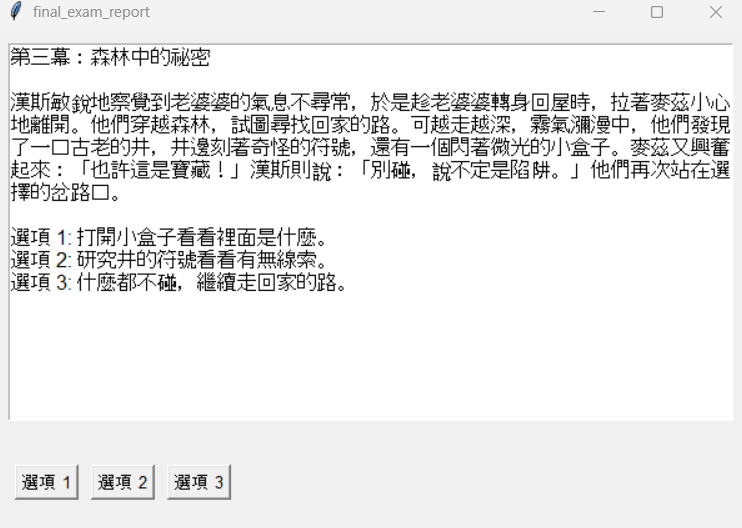 final_exam_report
第三幕：森林中的祕密
漢斯敏銳地察覺到老婆婆的氣息不尋常，於是趁老婆婆轉身回屋時，拉著麥茲小心
地離開。他們穿越森林，試圖尋找回家的路。可越走越深，霧氣瀰漫中，他們發現
了一口古老的井，井邊刻著奇怪的符號，還有一個閃著微光的小盒子。麥茲又興奮
起來：「也許這是寶藏！」漢斯則說：「別碰，說不定是陷阱。」他們再次站在選
擇的岔路口。
選項 1: 打開小盒子看看裡面是什麼。
選項 2: 研究井的符號看看有無線索。
選項 3: 什麼都不碰，繼續走回家的路。
選項 1
選項 2
選項 3